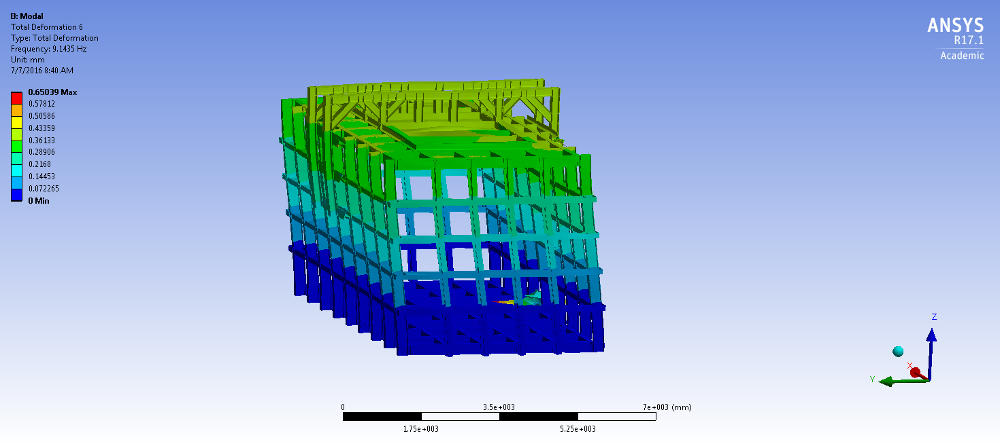 B: Modal
Total Deformation 6
Type: Total Deformation
Frequency: 9.1435 Hz
Unit: mm
7/7/2016 8:40 AM
0.65039 Max
0.57812
0.50586
0.43359
0.36133
0.28906
0.2168
0.14453
0.072265
0 Min
ANSYS
R17.1
Academic
Z
X
Y
0 3.5e+003 7e+003 (mm)
1.75e+003 5.25e+003